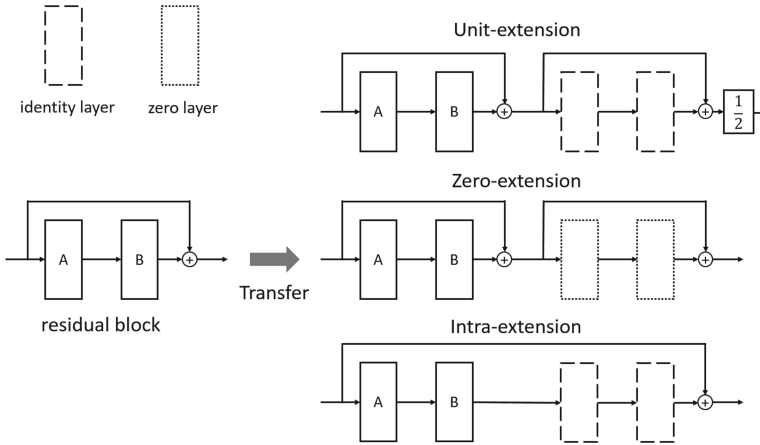 identity layer
zero layer
Unit-extension
A
B
+
+
1
2
Zero-extension
A
B
+
+
A
B
+
Transfer
residual block
Intra-extension
A
B
+